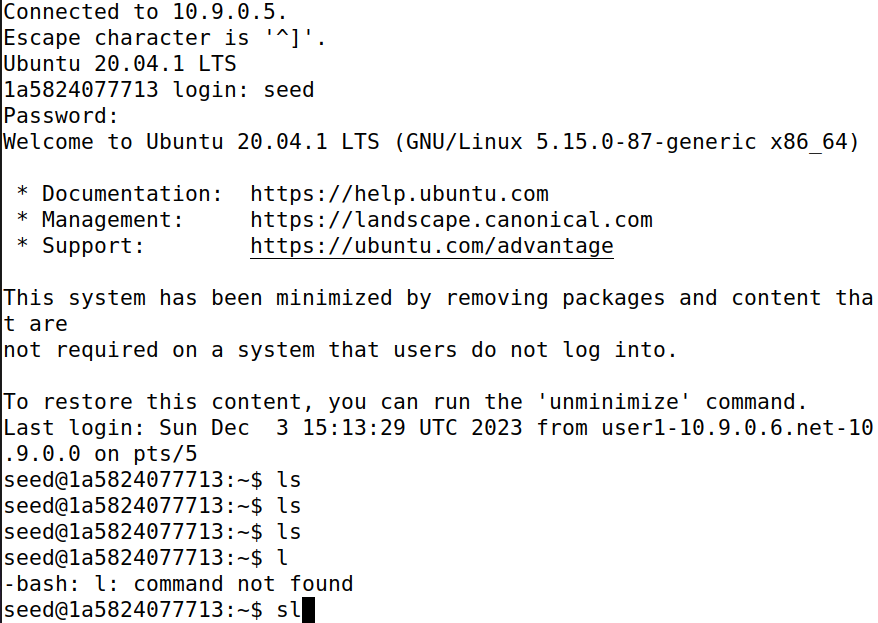 Connected to 10.9.0.5.
Escape character is '^]'.
Ubuntu 20.04.1 LTS
1a5824077713 login: seed
Password:
Welcome to Ubuntu 20.04.1 LTS (GNU/Linux 5.15.0-87-generic x86_64)

 * Documentation:  https://help.ubuntu.com
 * Management:     https://landscape.canonical.com
 * Support:        https://ubuntu.com/advantage

This system has been minimized by removing packages and content tha
t are
not required on a system that users do not log into.

To restore this content, you can run the 'unminimize' command.
Last login: Sun Dec  3 15:13:29 UTC 2023 from user1-10.9.0.6.net-10
.9.0.0 on pts/5
seed@1a5824077713:~$ ls
seed@1a5824077713:~$ ls
seed@1a5824077713:~$ ls
seed@1a5824077713:~$ l
-bash: l: command not found
seed@1a5824077713:~$ sl